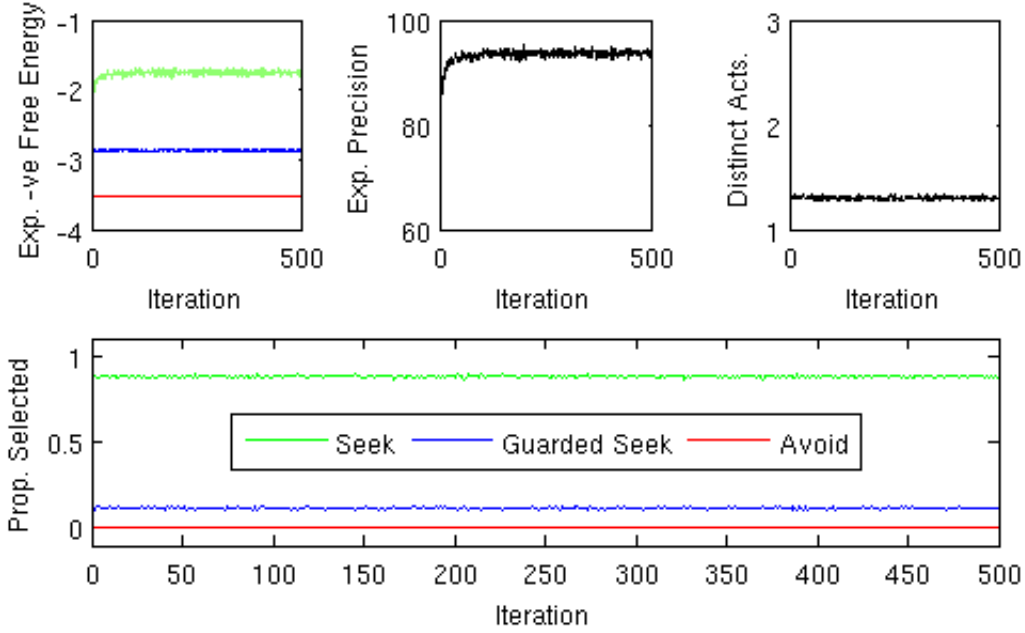 Exp. -ve Free Energy
-1
-2
-3
-4
0 500
Iteration
Exp. Precision
100
80
60
0 500
Iteration
Distinct Acts.
3
2
1
0 500
Iteration
Prop. Selected
1
0.5
0
Seek Guarded Seek Avoid
0 50 100 150 200 250 300 350 400 450 500
Iteration